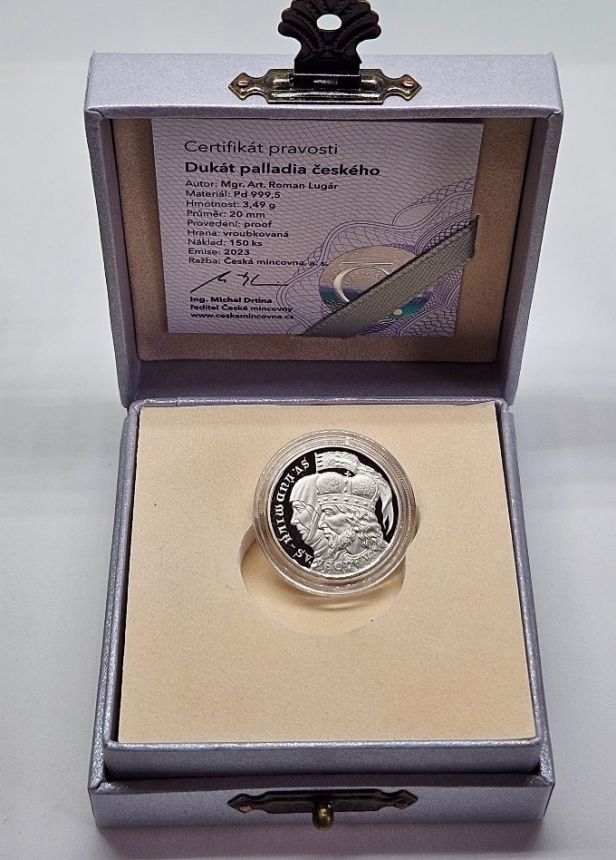 Certifikát pravosti
Dukát palladia českého
Autor: Mgr. Art. Roman Lugár
Materiál: Pd 999,5
Hmotnost: 3,49 g
Průměr: 20 mm
Provedení: proof
Hrana: vroubkovaná
Náklad: 150 ks
Emise: 2023
Ražba: Česká mincovna, a. s.
Ing. Michal Drtina
ředitel České mincovny
www.ceskamincovna.cz